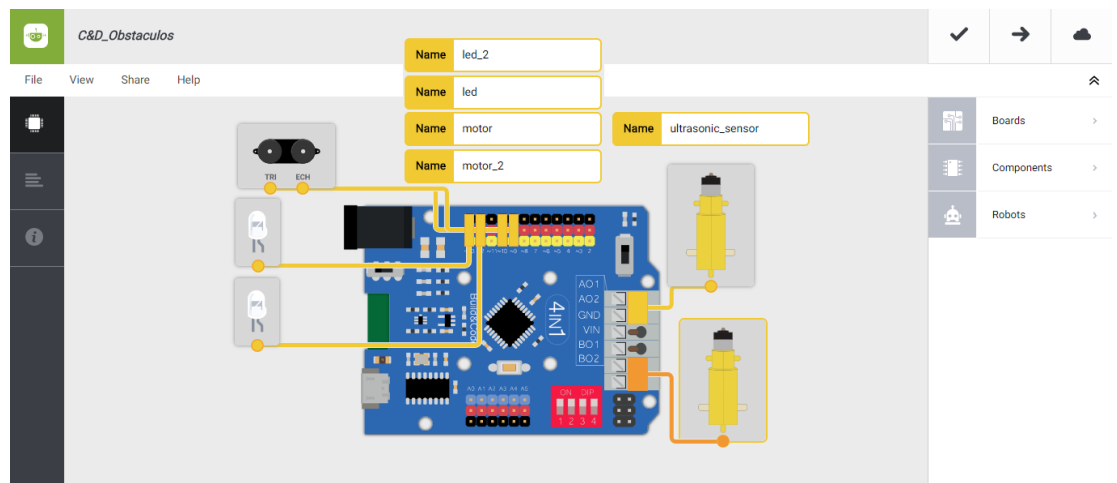 C&D_Obstaculos
File View Share Help
Name led_2
Name led
Name motor
Name ultrasonic_sensor
Name motor_2
Boards
Components
Robots
TRI ECH
AO1
AO2
GND
VIN
BO1
BO2
Build&Code
4IN1
A0 A1 A2 A3 A4 A5
ON DIP
1 2 3 4